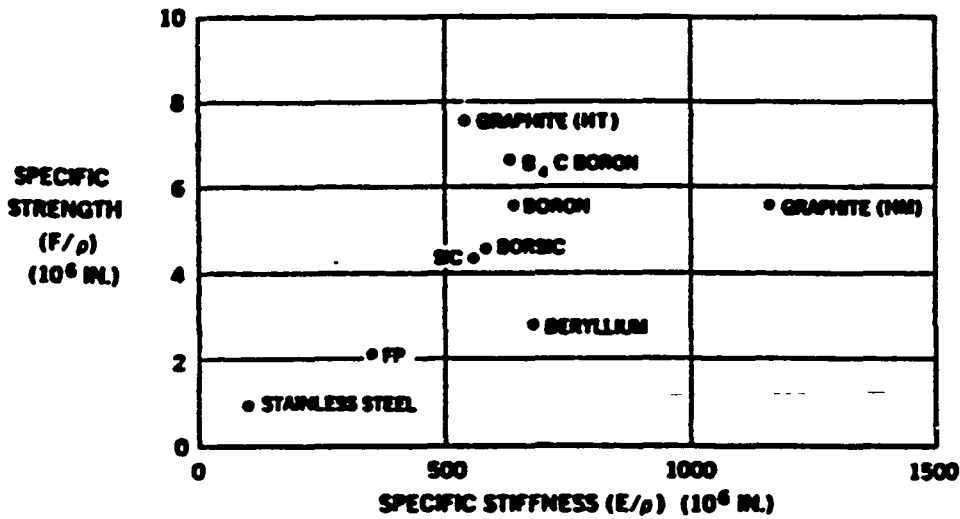 10
8
GRAPHITE (HT)
B4 C BORON
SPECIFIC
STRENGTH
(F/ρ)
(10⁶ IN.)
6
BORON
GRAPHITE (HM)
BORSIC
SIC
4
BERYLLIUM
2
FP
STAINLESS STEEL
0
0 500 1000 1500
SPECIFIC STIFFNESS (E/ρ) (10⁶ IN.)